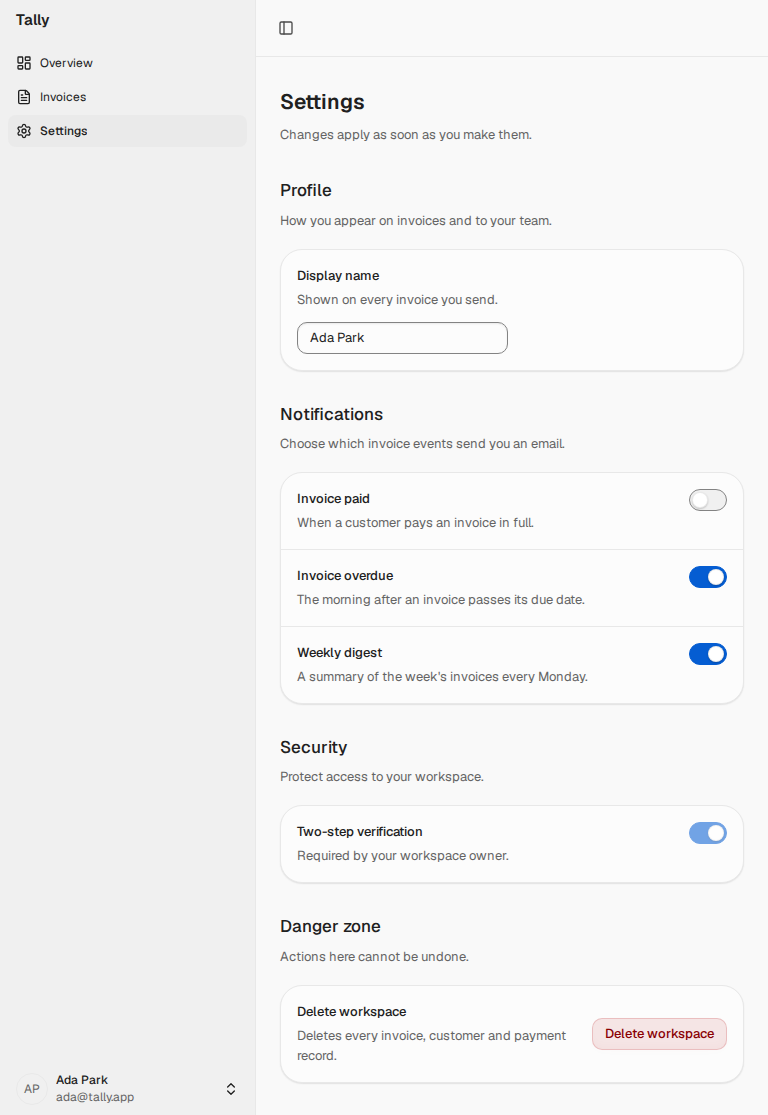 Tally
Overview
Invoices
Settings
AP
Ada Park
ada@tally.app
Settings
Changes apply as soon as you make them.
Profile
How you appear on invoices and to your team.
Display name
Shown on every invoice you send.
Ada Park
Notifications
Choose which invoice events send you an email.
Invoice paid
When a customer pays an invoice in full.
Invoice overdue
The morning after an invoice passes its due date.
Weekly digest
A summary of the week's invoices every Monday.
Security
Protect access to your workspace.
Two-step verification
Required by your workspace owner.
Danger zone
Actions here cannot be undone.
Delete workspace
Deletes every invoice, customer and payment
record.
Delete workspace